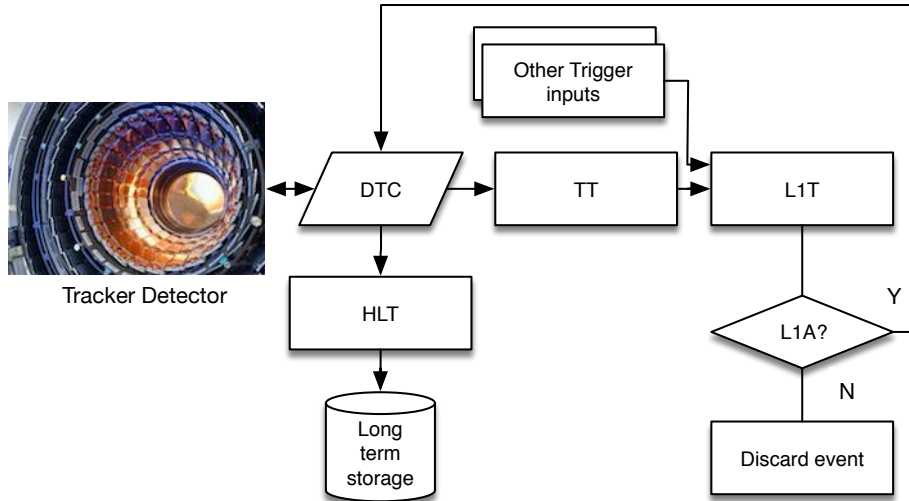 Other Trigger
inputs
DTC
TT
L1T
Tracker Detector
HLT
Y
L1A?
N
Long
term
storage
Discard event